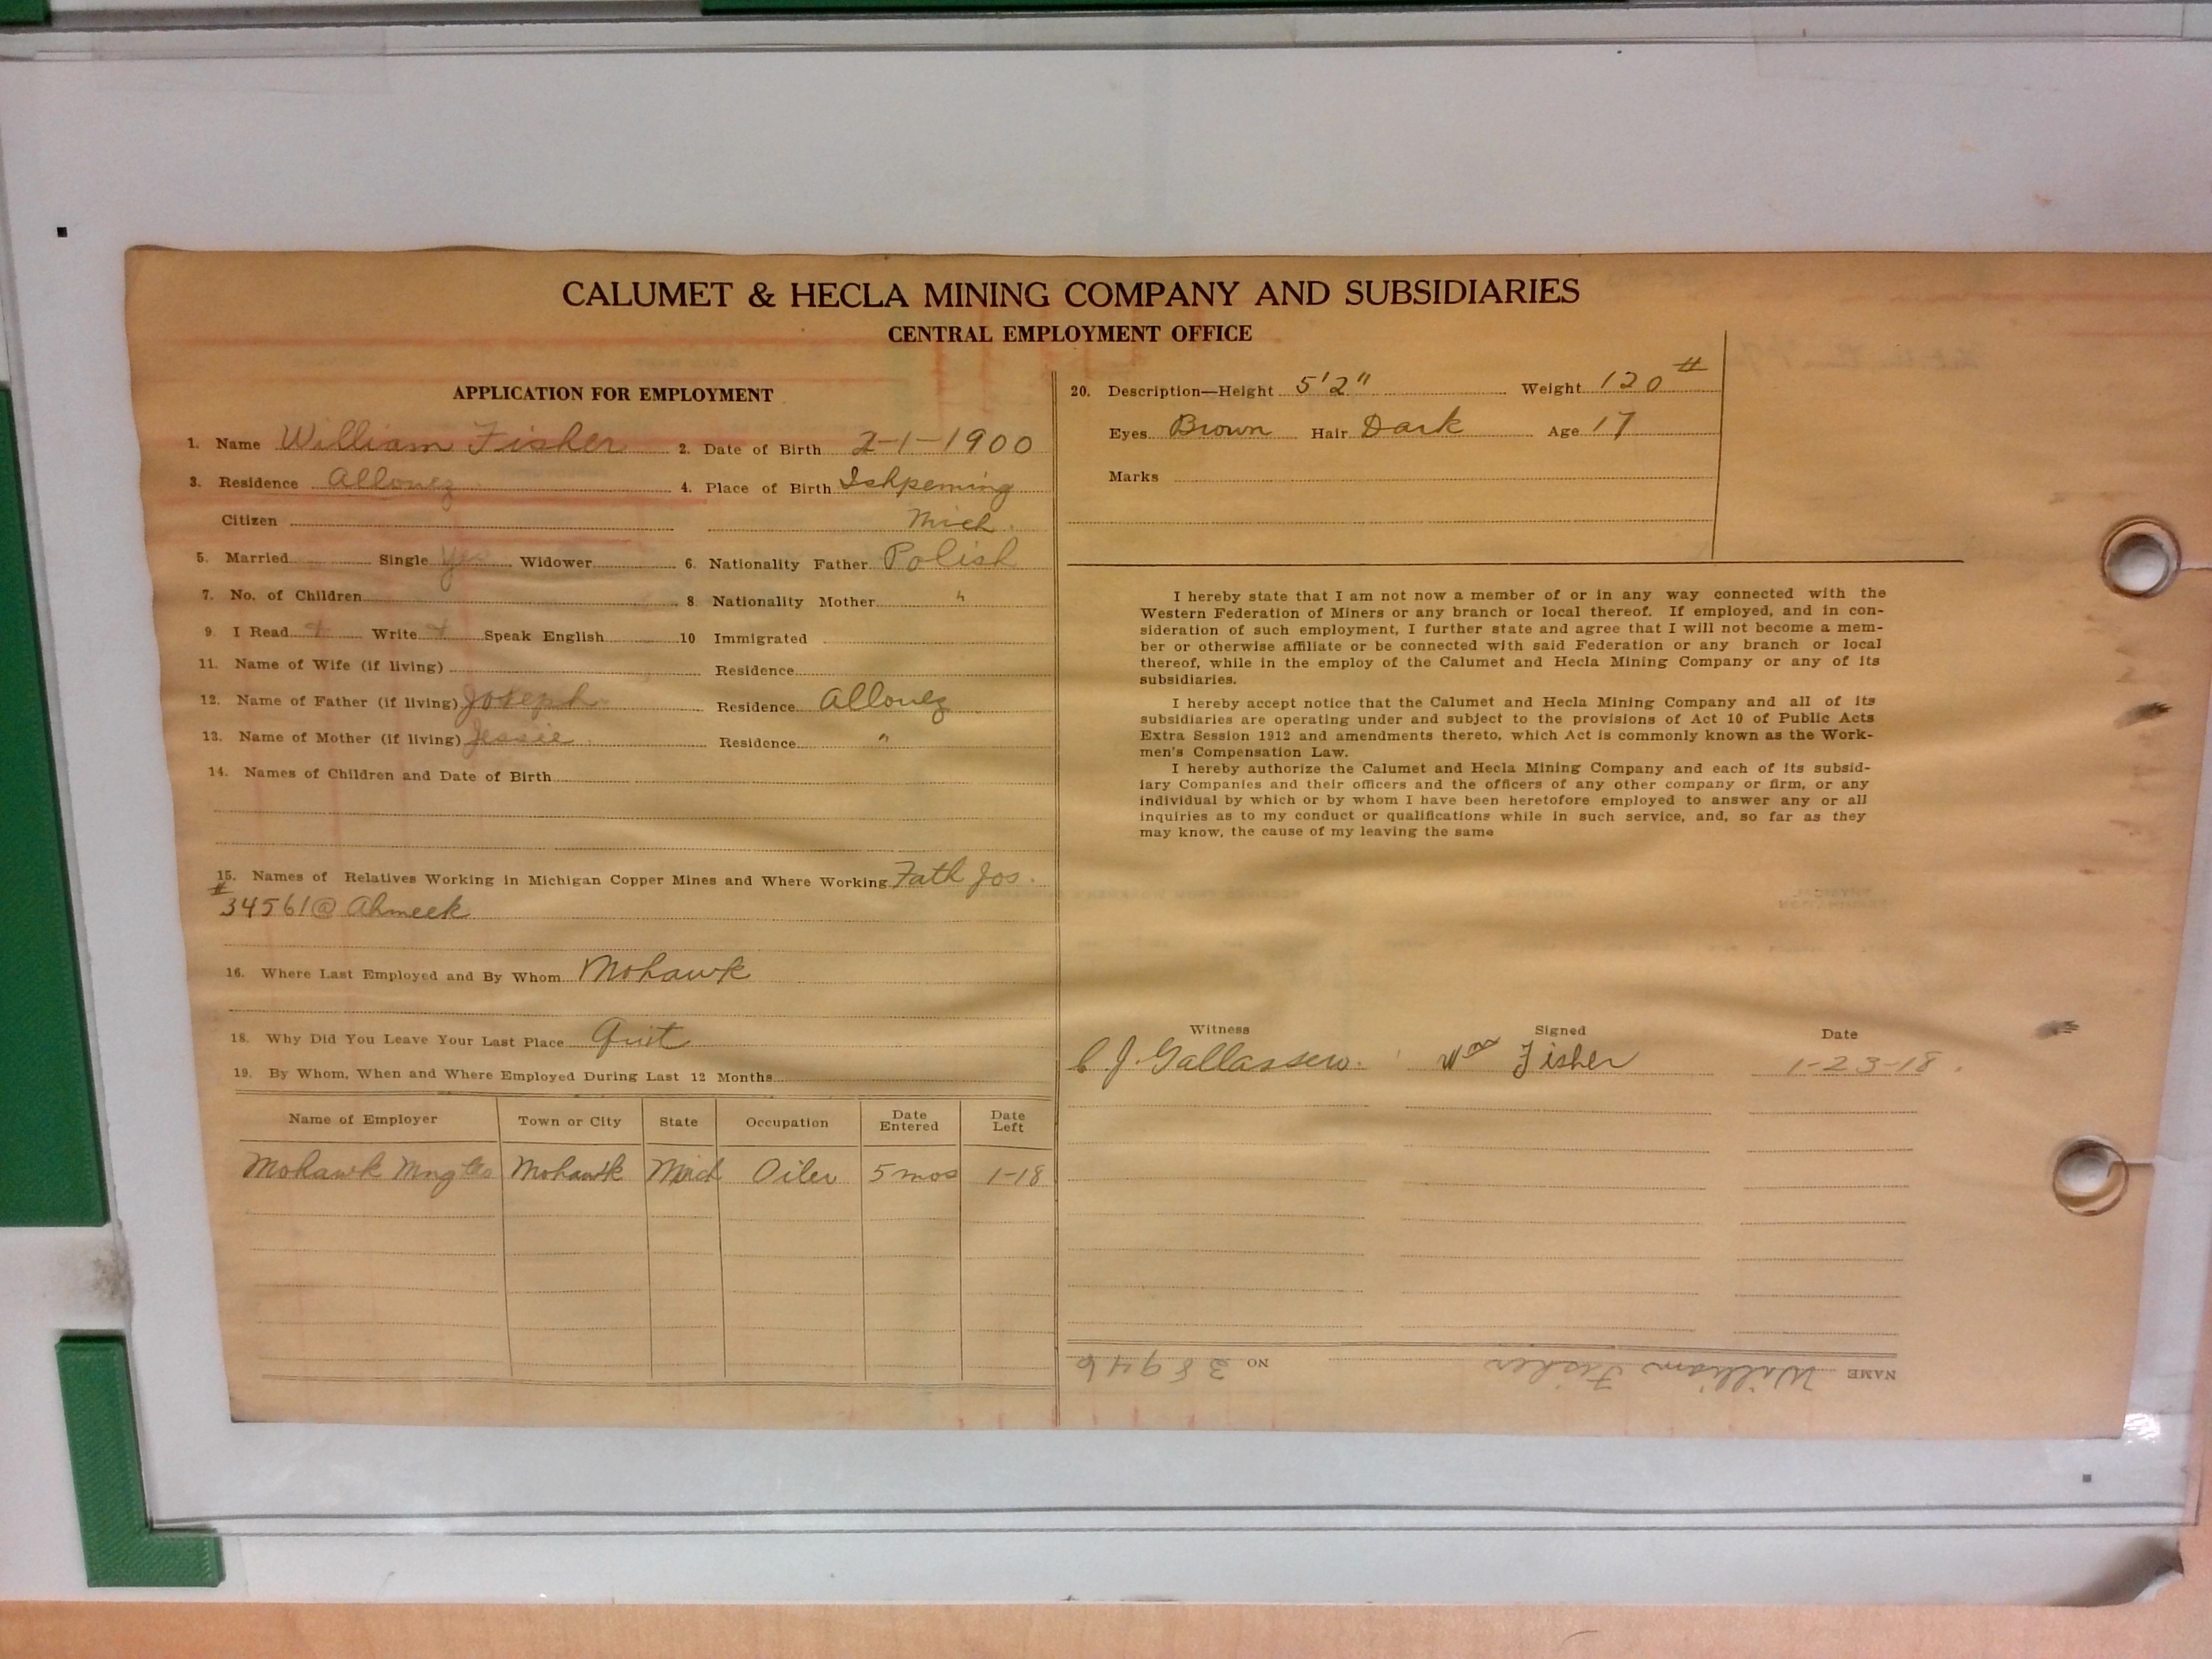 CALUMET & HECLA MINING COMPANY AND SUBSIDIARIES
CENTRAL EMPLOYMENT OFFICE
APPLICATION FOR EMPLOYMENT
1. Name William Fisher 2. Date of Birth 2-1-1900
3. Residence Allouez 4. Place of Birth Ishpeming
Citizen Mich.
5. Married Single Yes Widower 6. Nationality Father Polish
7. No. of Children 8 Nationality Mother "
9. I Read + Write + Speak English 10 Immigrated
11. Name of Wife (if living) Residence
12. Name of Father (if living) Joseph Residence Allouez
13. Name of Mother (if living) Jessie Residence "
14. Names of Children and Date of Birth
15. Names of Relatives Working in Michigan Copper Mines and Where Working Fath Jos.
# 34561 @ Ahmeek
16. Where Last Employed and By Whom Mohawk
18. Why Did You Leave Your Last Place Quit
19. By Whom, When and Where Employed During Last 12 Months
Name of Employer Town or City State Occupation Date Entered Date Left
Mohawk Mng Co Mohawk Mich Oiler 5 mos 1-18
20. Description—Height 5'2" Weight 120 #
Eyes Brown Hair Dark Age 17
Marks
I hereby state that I am not now a member of or in any way connected with the
Western Federation of Miners or any branch or local thereof. If employed, and in con-
sideration of such employment, I further state and agree that I will not become a mem-
ber or otherwise affiliate or be connected with said Federation or any branch or local
thereof, while in the employ of the Calumet and Hecla Mining Company or any of its
subsidiaries.
I hereby accept notice that the Calumet and Hecla Mining Company and all of its
subsidiaries are operating under and subject to the provisions of Act 10 of Public Acts
Extra Session 1912 and amendments thereto, which Act is commonly known as the Work-
men's Compensation Law.
I hereby authorize the Calumet and Hecla Mining Company and each of its subsid-
iary Companies and their officers and the officers of any other company or firm, or any
individual by which or by whom I have been heretofore employed to answer any or all
inquiries as to my conduct or qualifications while in such service, and, so far as they
may know, the cause of my leaving the same
Witness Signed Date
C J. Gallassero. Wm Fisher 1-23-18.
NAME William Fisher NO 38946